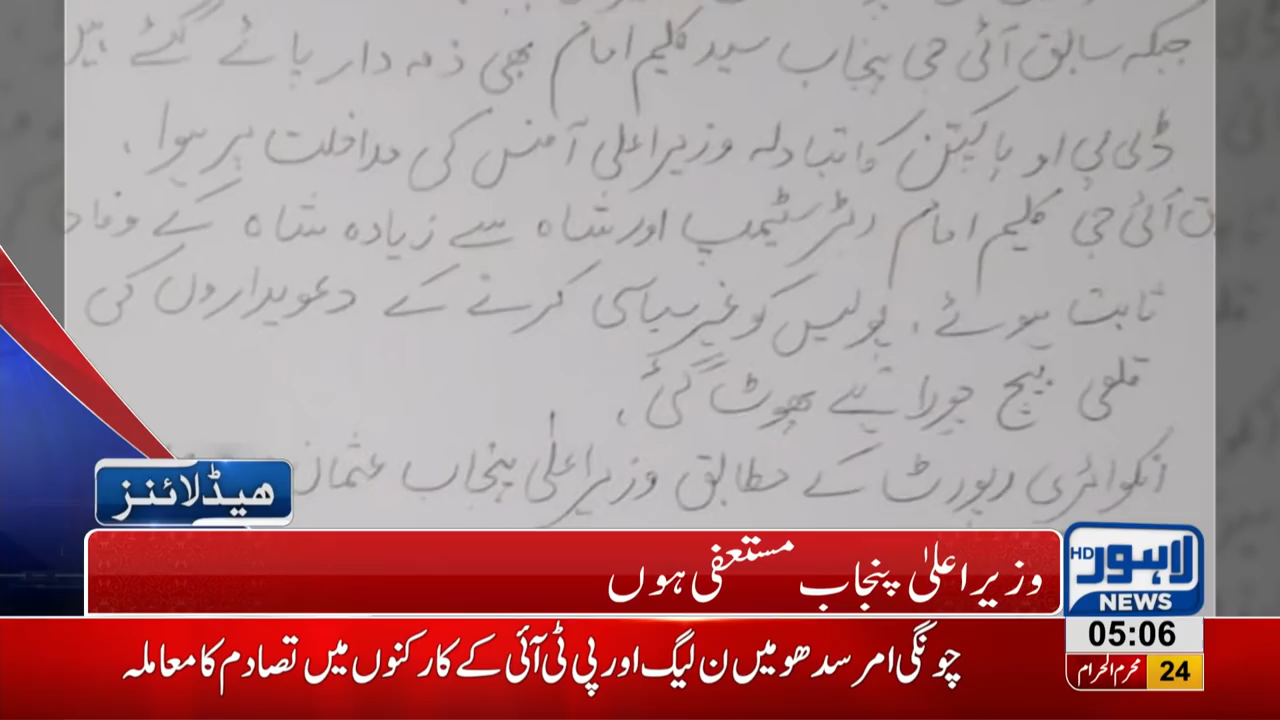 جبکہ سابق آئی جی پنجاب سید کلیم امام بھی ذمہ دار پائے گئے ہیں
ڈی پی او پاکپتن کا تبادلہ وزیراعلی آفس کی مداخلت پر ہوا ۔
آئی جی کلیم امام ربڑ سٹیمپ اور شاہ سے زیادہ شاہ کے وفادا
ثابت ہوئے ، پولیس کو غیر سیاسی کرنے کے دعویداروں کی
قلعی بیچ چوراہے پھوٹ گئی ،
انکوائری رپورٹ کے مطابق وزیراعلی پنجاب عثمان
ھیڈلائنز
وزیراعلیٰ پنجاب مستعفی ہوں
لاہور HD
NEWS
05:06
24 محرم الحرام
چونگی امرسدھو میں ن لیگ اور پی ٹی آئی کے کارکنوں میں تصادم کا معاملہ